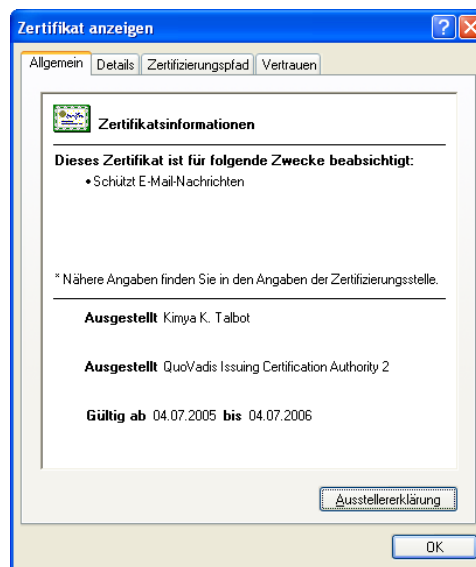 Zertifikat anzeigen
Allgemein Details Zertifizierungspfad Vertrauen
Zertifikatsinformationen
Dieses Zertifikat ist für folgende Zwecke beabsichtigt:
•Schützt E-Mail-Nachrichten
* Nähere Angaben finden Sie in den Angaben der Zertifizierungsstelle.
Ausgestellt Kimya K. Talbot
Ausgestellt QuoVadis Issuing Certification Authority 2
Gültig ab 04.07.2005 bis 04.07.2006
Ausstellererklärung
OK